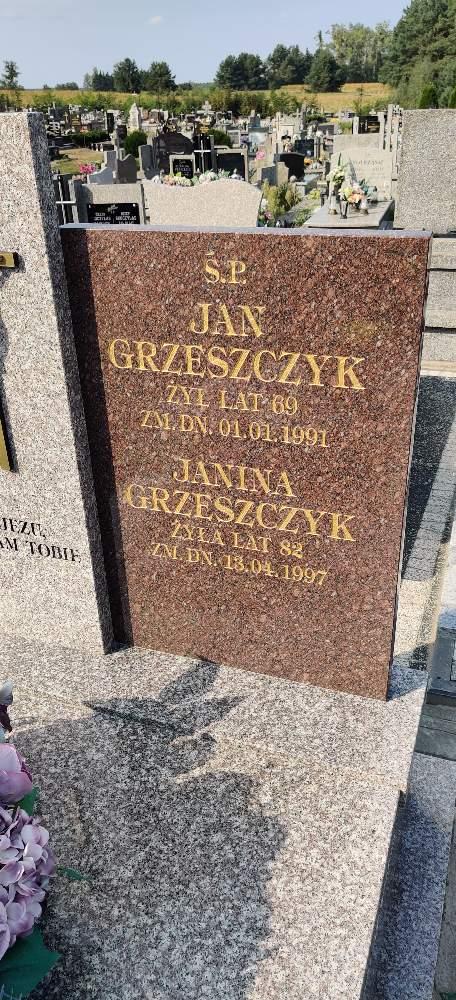 Ś.P.
JAN
GRZESZCZYK
ŻYŁ LAT 69
ZM. DN. 01.01.1991
JANINA
GRZESZCZYK
ŻYŁA LAT 82
ZM. DN. 13.04.1997
JEZU,
TOBIE